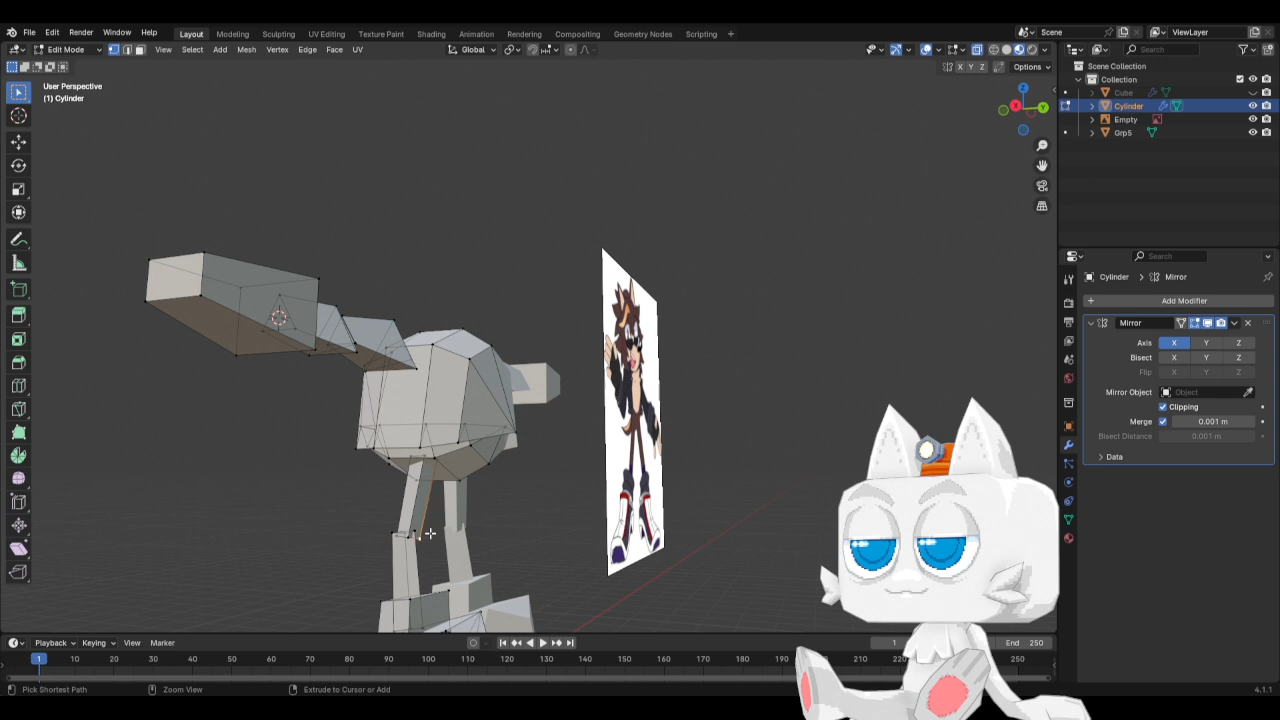 File Edit Render Window Help Layout Modeling Sculpting UV Editing Texture Paint Shading Animation Rendering Compositing Geometry Nodes Scripting + Scene ViewLayer
Edit Mode View Select Add Mesh Vertex Edge Face UV Global Search
X Y Z Options
Scene Collection
Collection
User Perspective
(1) Cylinder
Cube
Cylinder
Empty
Grp5
Z
X
Y
Search
Cylinder Mirror
Add Modifier
Mirror
Axis X Y Z
Bisect X Y Z
Flip X Y Z
Mirror Object Object
Clipping
Merge 0.001 m
Bisect Distance 0.001 m
Data
Playback Keying View Marker 1 End 250
1 10 20 30 40 50 60 70 80 90 100 110 120 130 140 150 160 170 180 190 200 210 220 250
Pick Shortest Path Zoom View Extrude to Cursor or Add 4.1.1